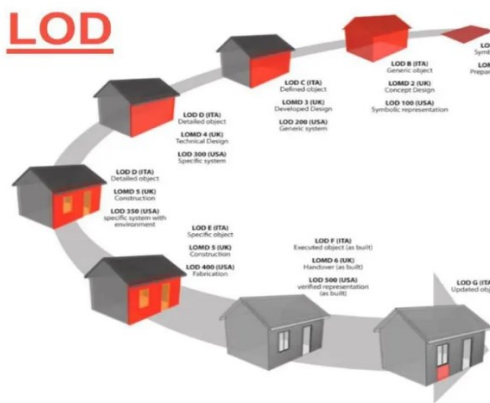 LOD
LOD B (ITA)
Generic object
LOMD 2 (UK)
Concept Design
LOD 100 (USA)
Symbolic representation
LOD C (ITA)
Defined object
LOMD 3 (UK)
Developed Design
LOD 200 (USA)
Generic system
LOD D (ITA)
Detailed object
LOMD 4 (UK)
Technical Design
LOD 300 (USA)
Specific system
LOD D (ITA)
Detailed object
LOMD 5 (UK)
Construction
LOD 350 (USA)
specific system with
environment
LOD E (ITA)
Specific object
LOMD 5 (UK)
Construction
LOD 400 (USA)
Fabrication
LOD F (ITA)
Executed object (as built)
LOMD 6 (UK)
Handover (as built)
LOD 500 (USA)
verified representation
(as built)
LOD G (ITA
Updated obj